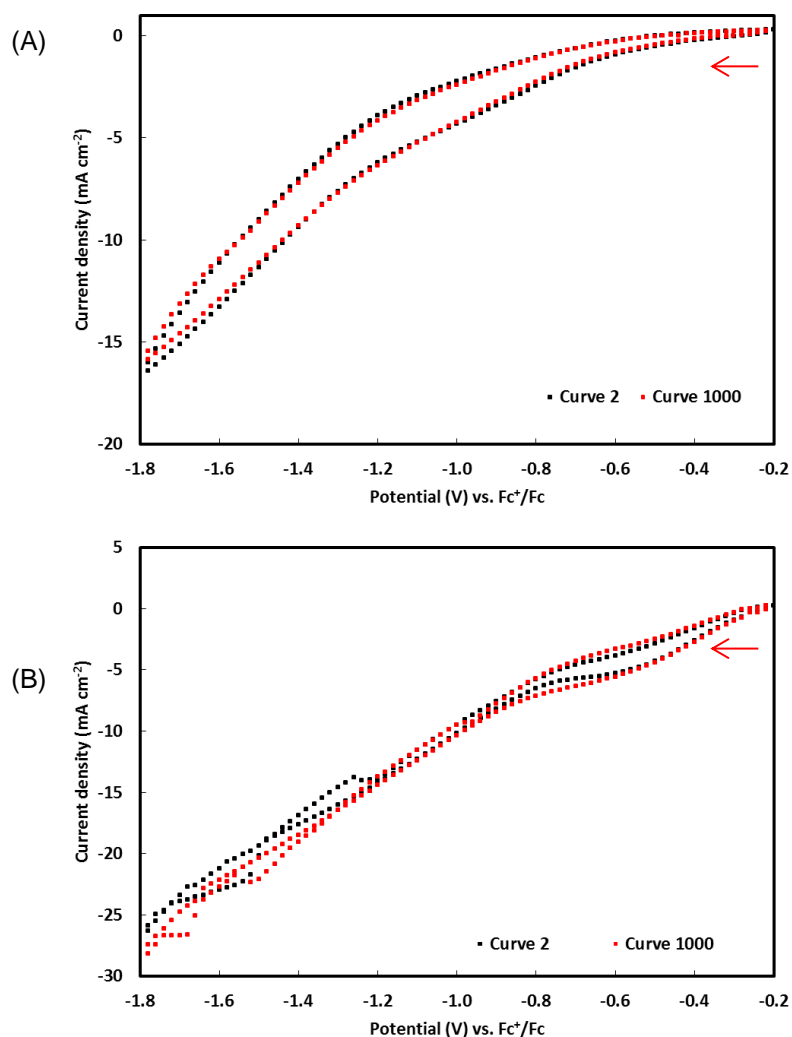 (A)
0
-5
-10
-15
-20
Current density (mA cm-2)
Curve 2 Curve 1000
-1.8 -1.6 -1.4 -1.2 -1.0 -0.8 -0.6 -0.4 -0.2
Potential (V) vs. Fc+/Fc
(B)
5
0
-5
-10
-15
-20
-25
-30
Current density (mA cm-2)
Curve 2 Curve 1000
-1.8 -1.6 -1.4 -1.2 -1.0 -0.8 -0.6 -0.4 -0.2
Potential (V) vs. Fc+/Fc